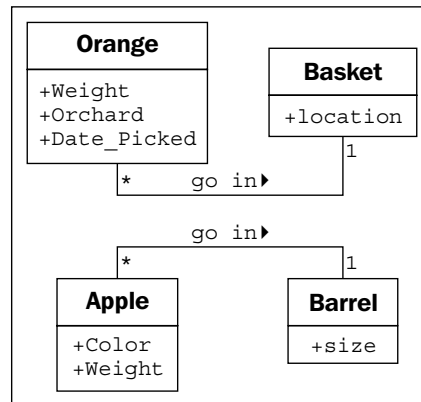 Orange
+Weight
+Orchard
+Date_Picked
Basket
+location
* go in▶ 1
go in▶
* 1
Apple
+Color
+Weight
Barrel
+size